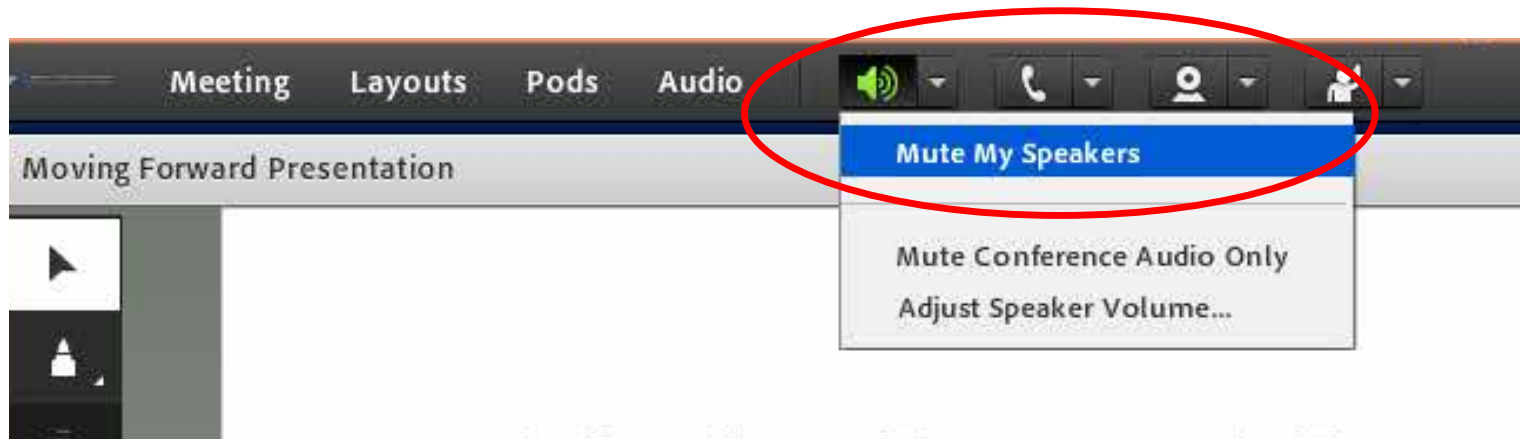 Meeting Layouts Pods Audio
Moving Forward Presentation
Mute My Speakers
Mute Conference Audio Only
Adjust Speaker Volume...